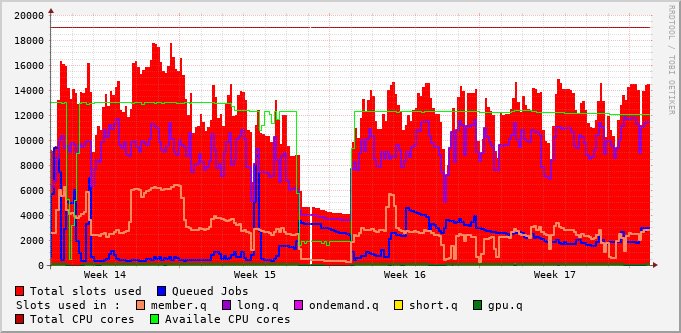 RRDTOOL / TOBI OETIKER
20000
18000
16000
14000
12000
10000
8000
6000
4000
2000
0
Week 14 Week 15 Week 16 Week 17
Total slots used Queued Jobs
Slots used in : member.q long.q ondemand.q short.q gpu.q
Total CPU cores Availale CPU cores